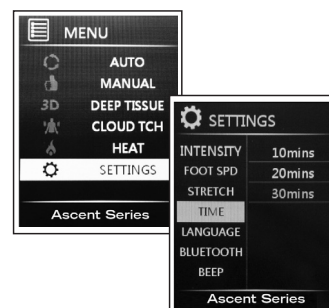 MENU
AUTO
MANUAL
3D DEEP TISSUE
CLOUD TCH
HEAT
SETTINGS
Ascent Series
SETTINGS
INTENSITY 10mins
FOOT SPD 20mins
STRETCH 30mins
TIME
LANGUAGE
BLUETOOTH
BEEP
Ascent Series